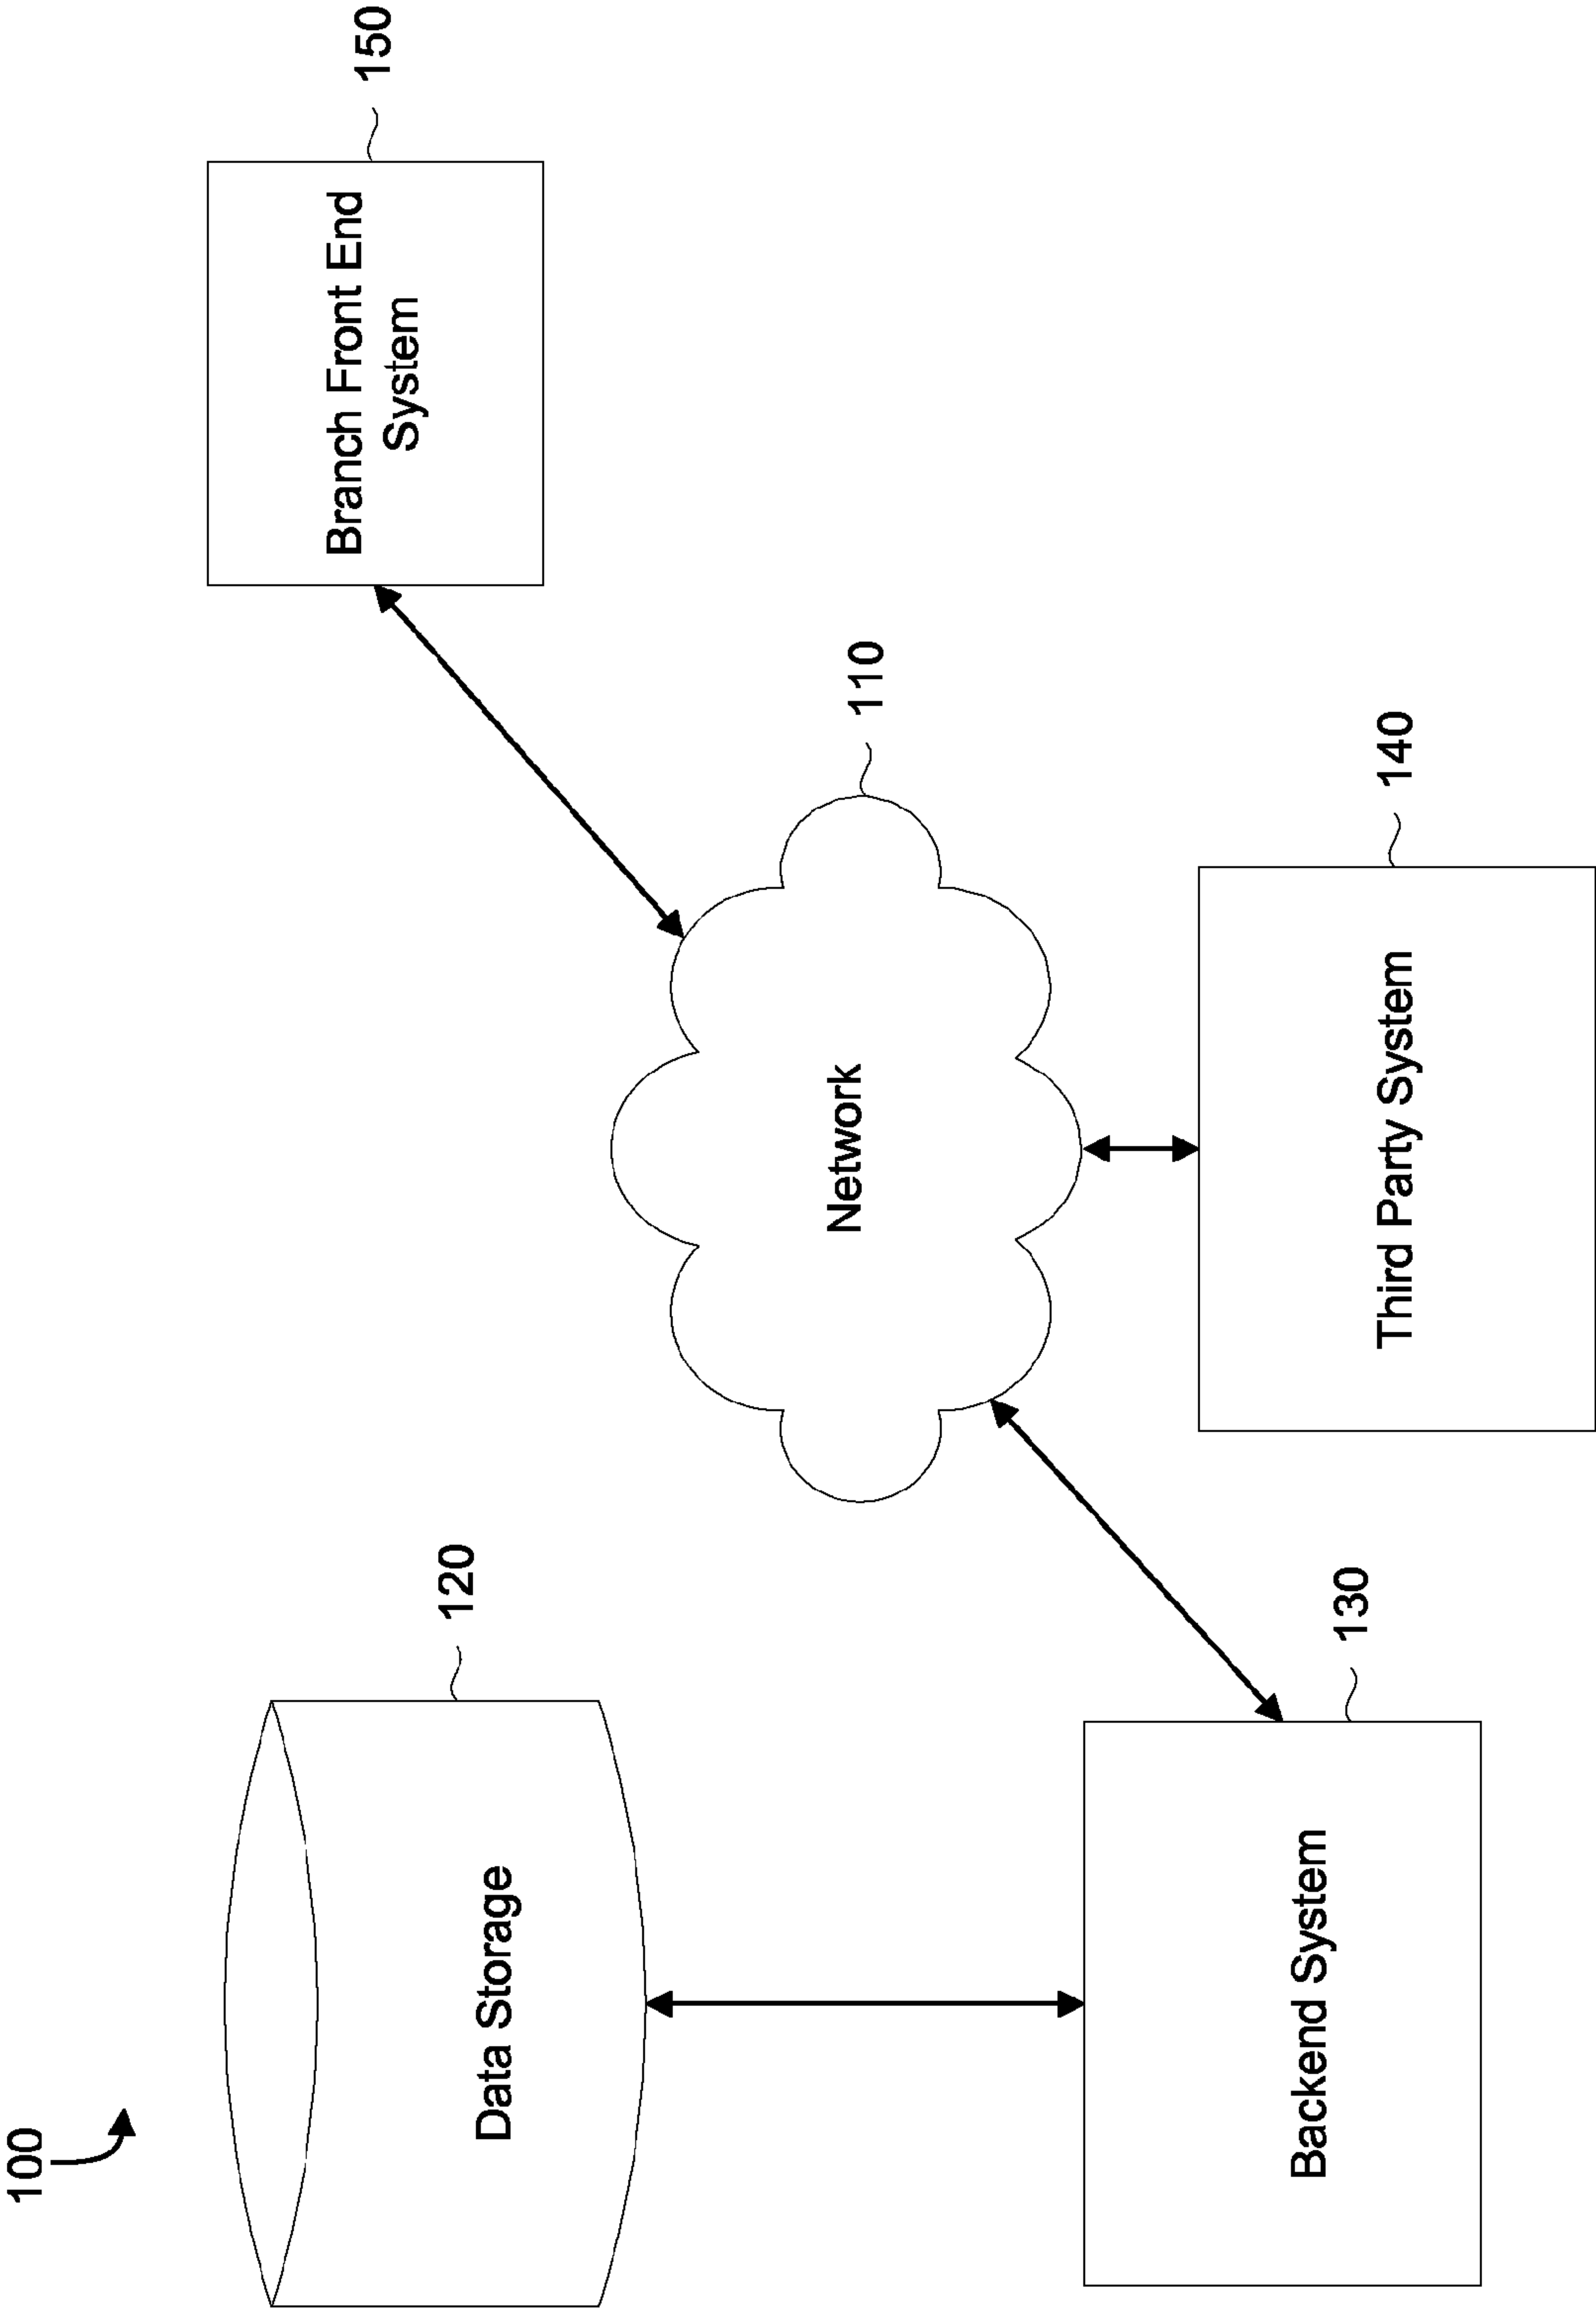 100
120
Data Storage
150
Branch Front End
System
110
Network
130
Backend System
140
Third Party System